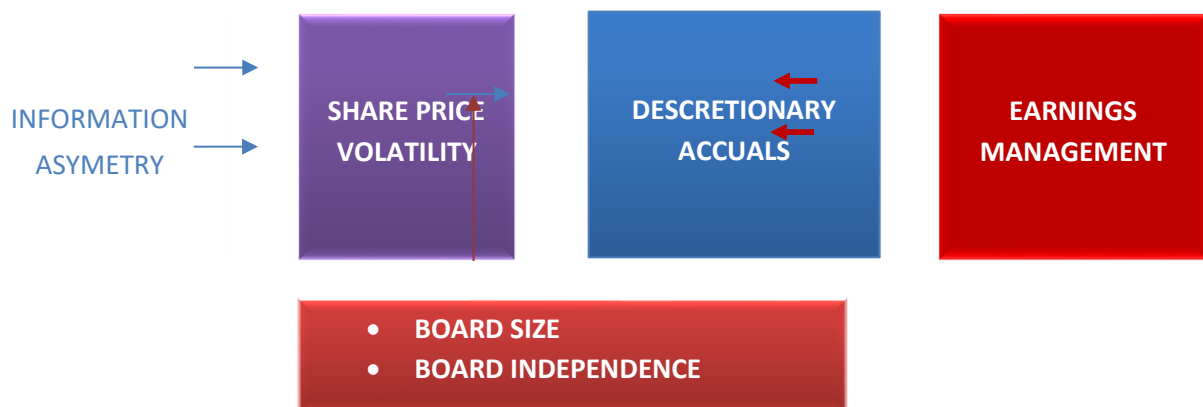 INFORMATION
ASYMETRY
SHARE PRICE
VOLATILITY
DESCRETIONARY
ACCUALS
EARNINGS
MANAGEMENT
• BOARD SIZE
• BOARD INDEPENDENCE